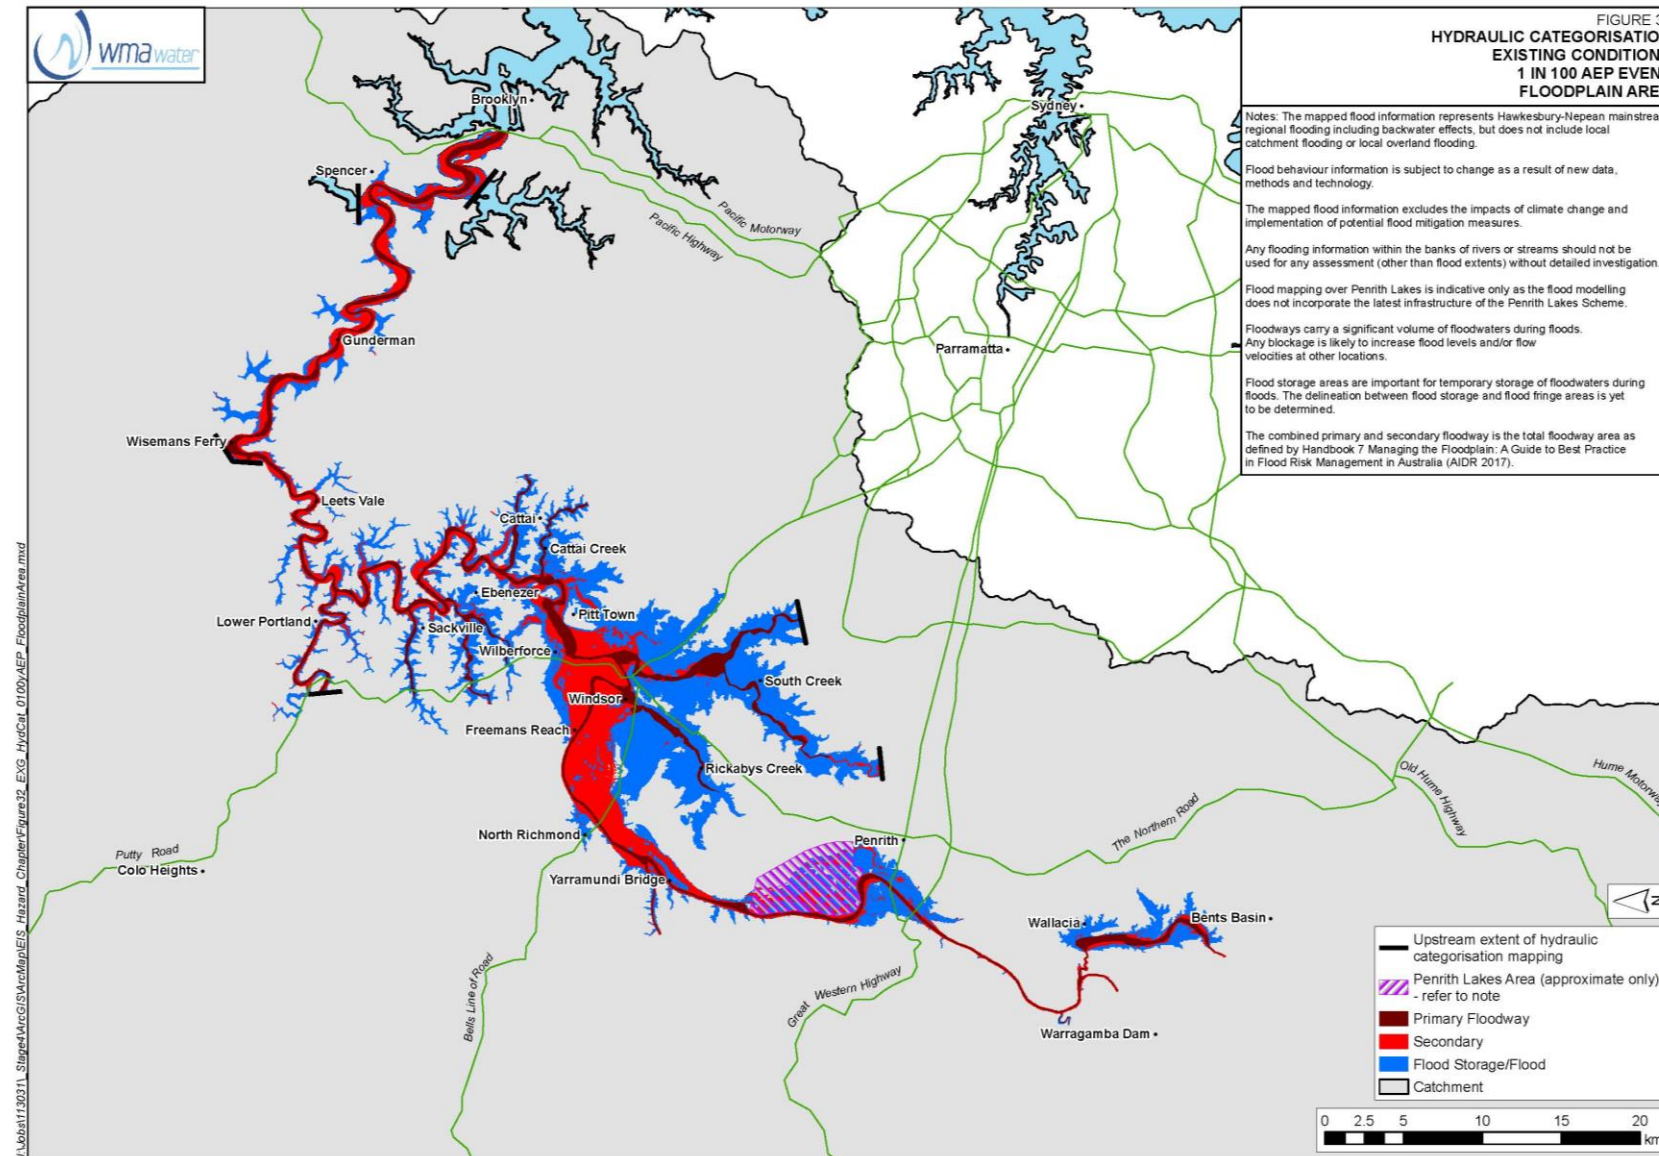 wmawater
FIGURE 3
HYDRAULIC CATEGORISATIO
EXISTING CONDITION
1 IN 100 AEP EVEN
FLOODPLAIN ARE
Notes: The mapped flood information represents Hawkesbury-Nepean mainstrea
regional flooding including backwater effects, but does not include local
catchment flooding or local overland flooding.
Flood behaviour information is subject to change as a result of new data,
methods and technology.
The mapped flood information excludes the impacts of climate change and
implementation of potential flood mitigation measures.
Any flooding information within the banks of rivers or streams should not be
used for any assessment (other than flood extents) without detailed investigation.
Flood mapping over Penrith Lakes is indicative only as the flood modelling
does not incorporate the latest infrastructure of the Penrith Lakes Scheme.
Floodways carry a significant volume of floodwaters during floods.
Any blockage is likely to increase flood levels and/or flow
velocities at other locations.
Flood storage areas are important for temporary storage of floodwaters during
floods. The delineation between flood storage and flood fringe areas is yet
to be determined.
The combined primary and secondary floodway is the total floodway area as
defined by Handbook 7 Managing the Floodplain: A Guide to Best Practice
in Flood Risk Management in Australia (AIDR 2017).
Brooklyn
Sydney
Spencer
Pacific Motorway
Pacific Highway
Gunderman
Parramatta
Wisemans Ferry
Leets Vale
Cattai
Cattai Creek
Ebenezer
Pitt Town
Lower Portland
Sackville
Wilberforce
South Creek
Windsor
Freemans Reach
Rickabys Creek
Hume Motorway
Old Hume Highway
The Northern Road
North Richmond
Penrith
Putty Road
Colo Heights
Yarramundi Bridge
Wallacia
Bents Basin
Bells Line of Road
Great Western Highway
Warragamba Dam
N
Upstream extent of hydraulic
categorisation mapping
Penrith Lakes Area (approximate only)
- refer to note
Primary Floodway
Secondary
Flood Storage/Flood
Catchment
0 2.5 5 10 15 20
km
J:\Jobs\113031\_Stage4\ArcGIS\ArcMap\EIS_Hazard_Chapter\Figure32_EXG_HydCat_0100yAEP_FloodplainArea.mxd